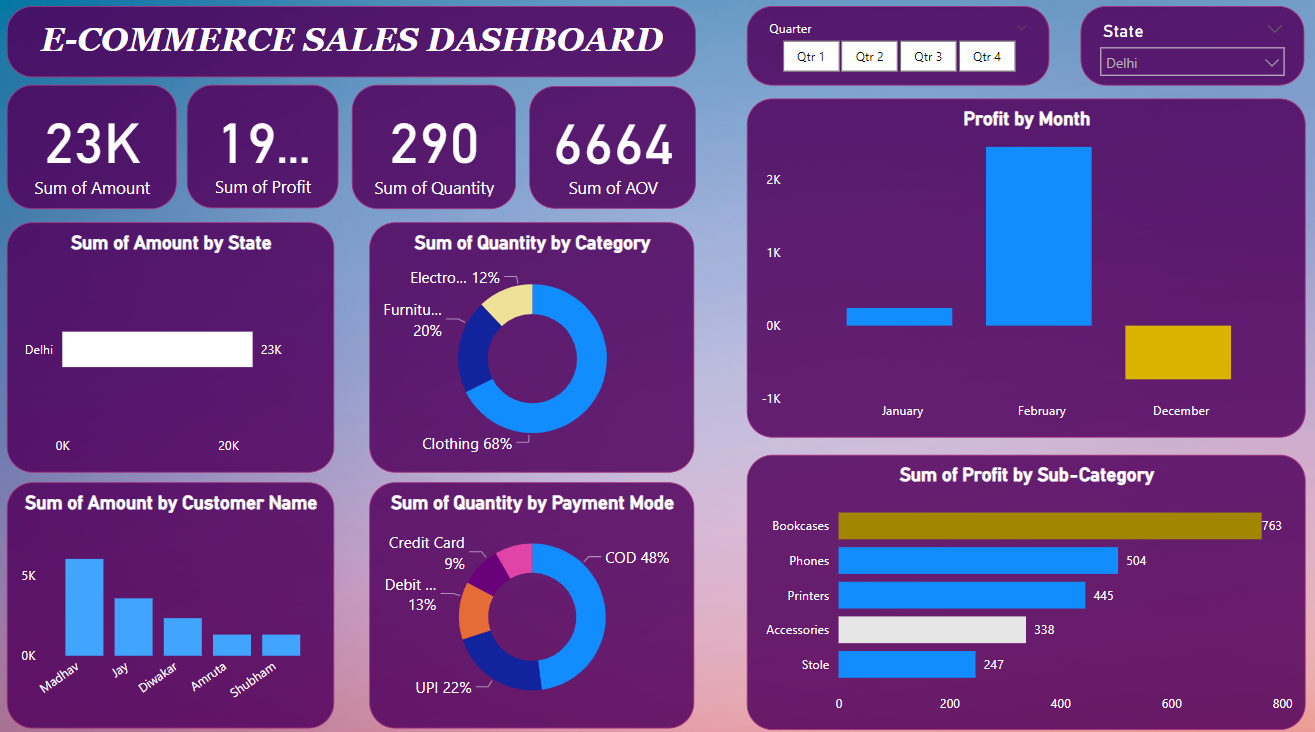 E-COMMERCE SALES DASHBOARD
Quarter
Qtr 1 Qtr 2 Qtr 3 Qtr 4
State
Delhi
23K
Sum of Amount
19...
Sum of Profit
290
Sum of Quantity
6664
Sum of AOV
Profit by Month
2K
1K
0K
-1K
January February December
Sum of Amount by State
Delhi 23K
0K 20K
Sum of Quantity by Category
Electro... 12%
Furnitu...
20%
Clothing 68%
Sum of Amount by Customer Name
5K
0K
Madhav Jay Diwakar Amruta Shubham
Sum of Quantity by Payment Mode
Credit Card
9%
COD 48%
Debit ...
13%
UPI 22%
Sum of Profit by Sub-Category
Bookcases 763
Phones 504
Printers 445
Accessories 338
Stole 247
0 200 400 600 800